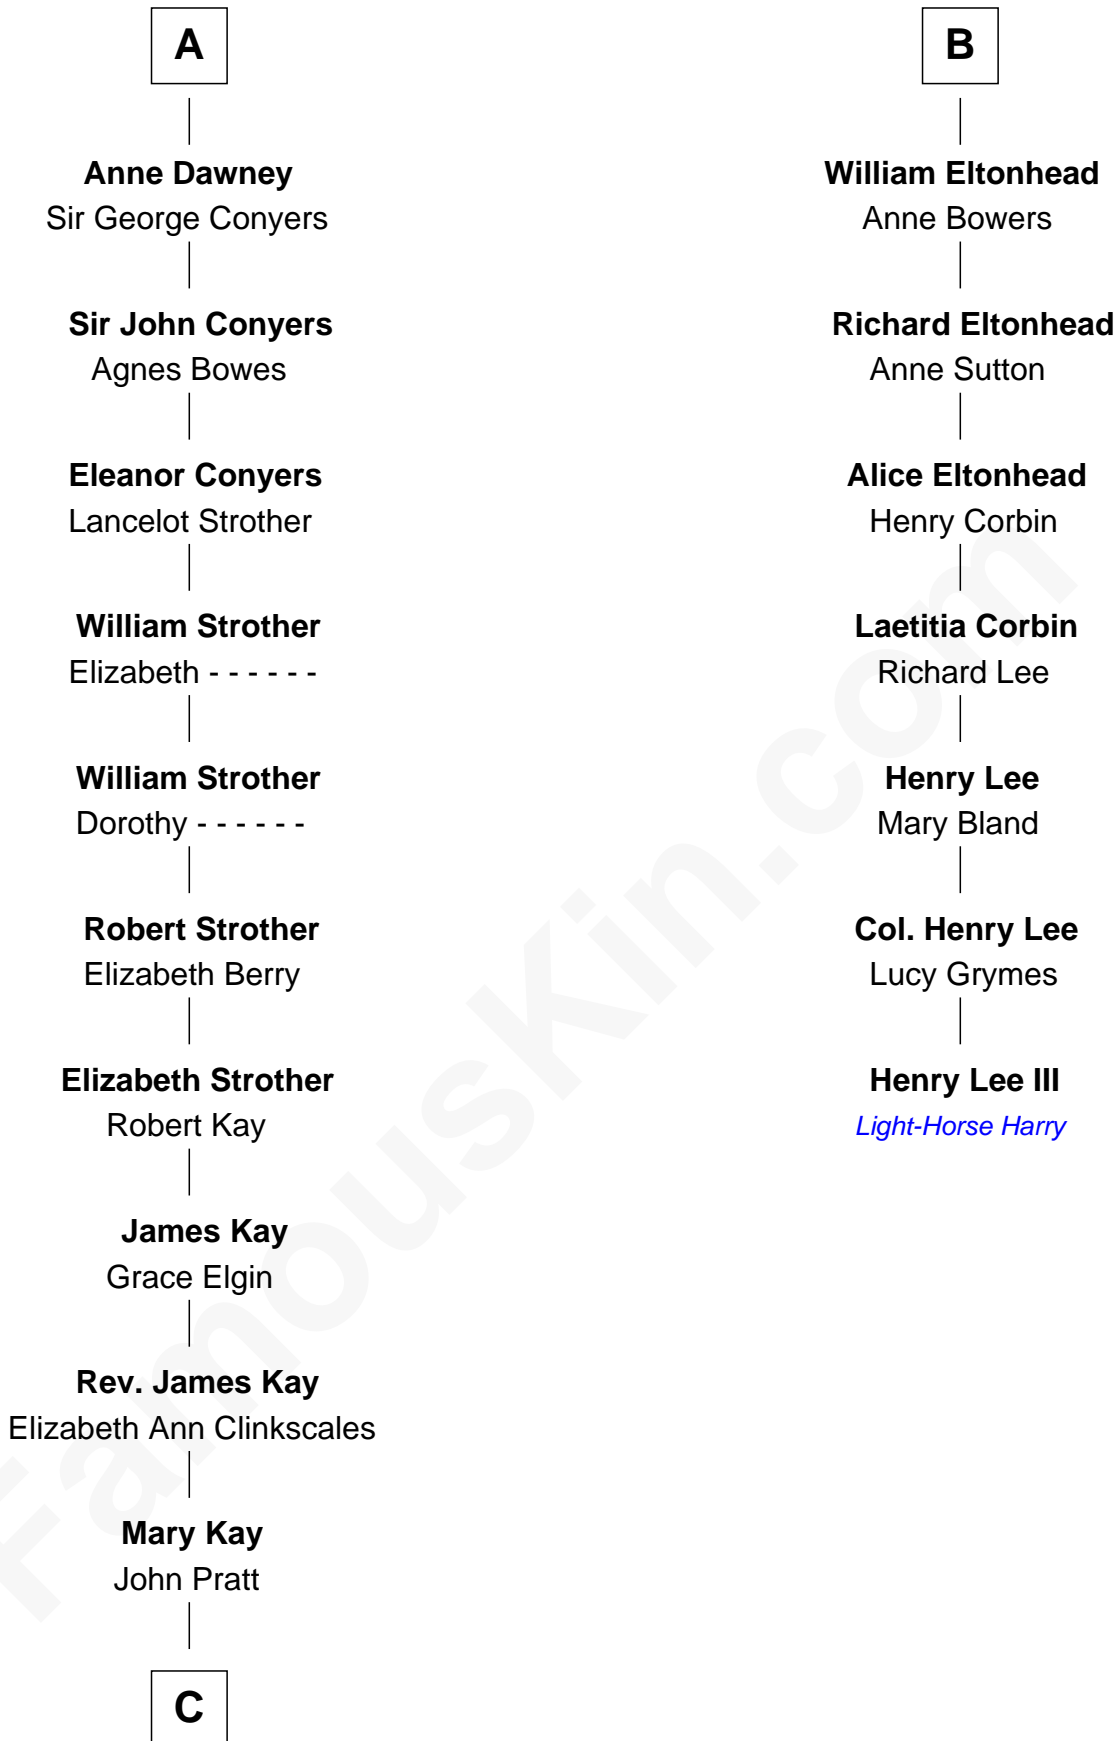 A
Anne Dawney
Sir George Conyers
Sir John Conyers
Agnes Bowes
Eleanor Conyers
Lancelot Strother
William Strother
Elizabeth - - - - - -
William Strother
Dorothy - - - - - -
Robert Strother
Elizabeth Berry
Elizabeth Strother
Robert Kay
James Kay
Grace Elgin
Rev. James Kay
Elizabeth Ann Clinkscales
Mary Kay
John Pratt
C
B
William Eltonhead
Anne Bowers
Richard Eltonhead
Anne Sutton
Alice Eltonhead
Henry Corbin
Laetitia Corbin
Richard Lee
Henry Lee
Mary Bland
Col. Henry Lee
Lucy Grymes
Henry Lee III
Light-Horse Harry
FamousKin.com